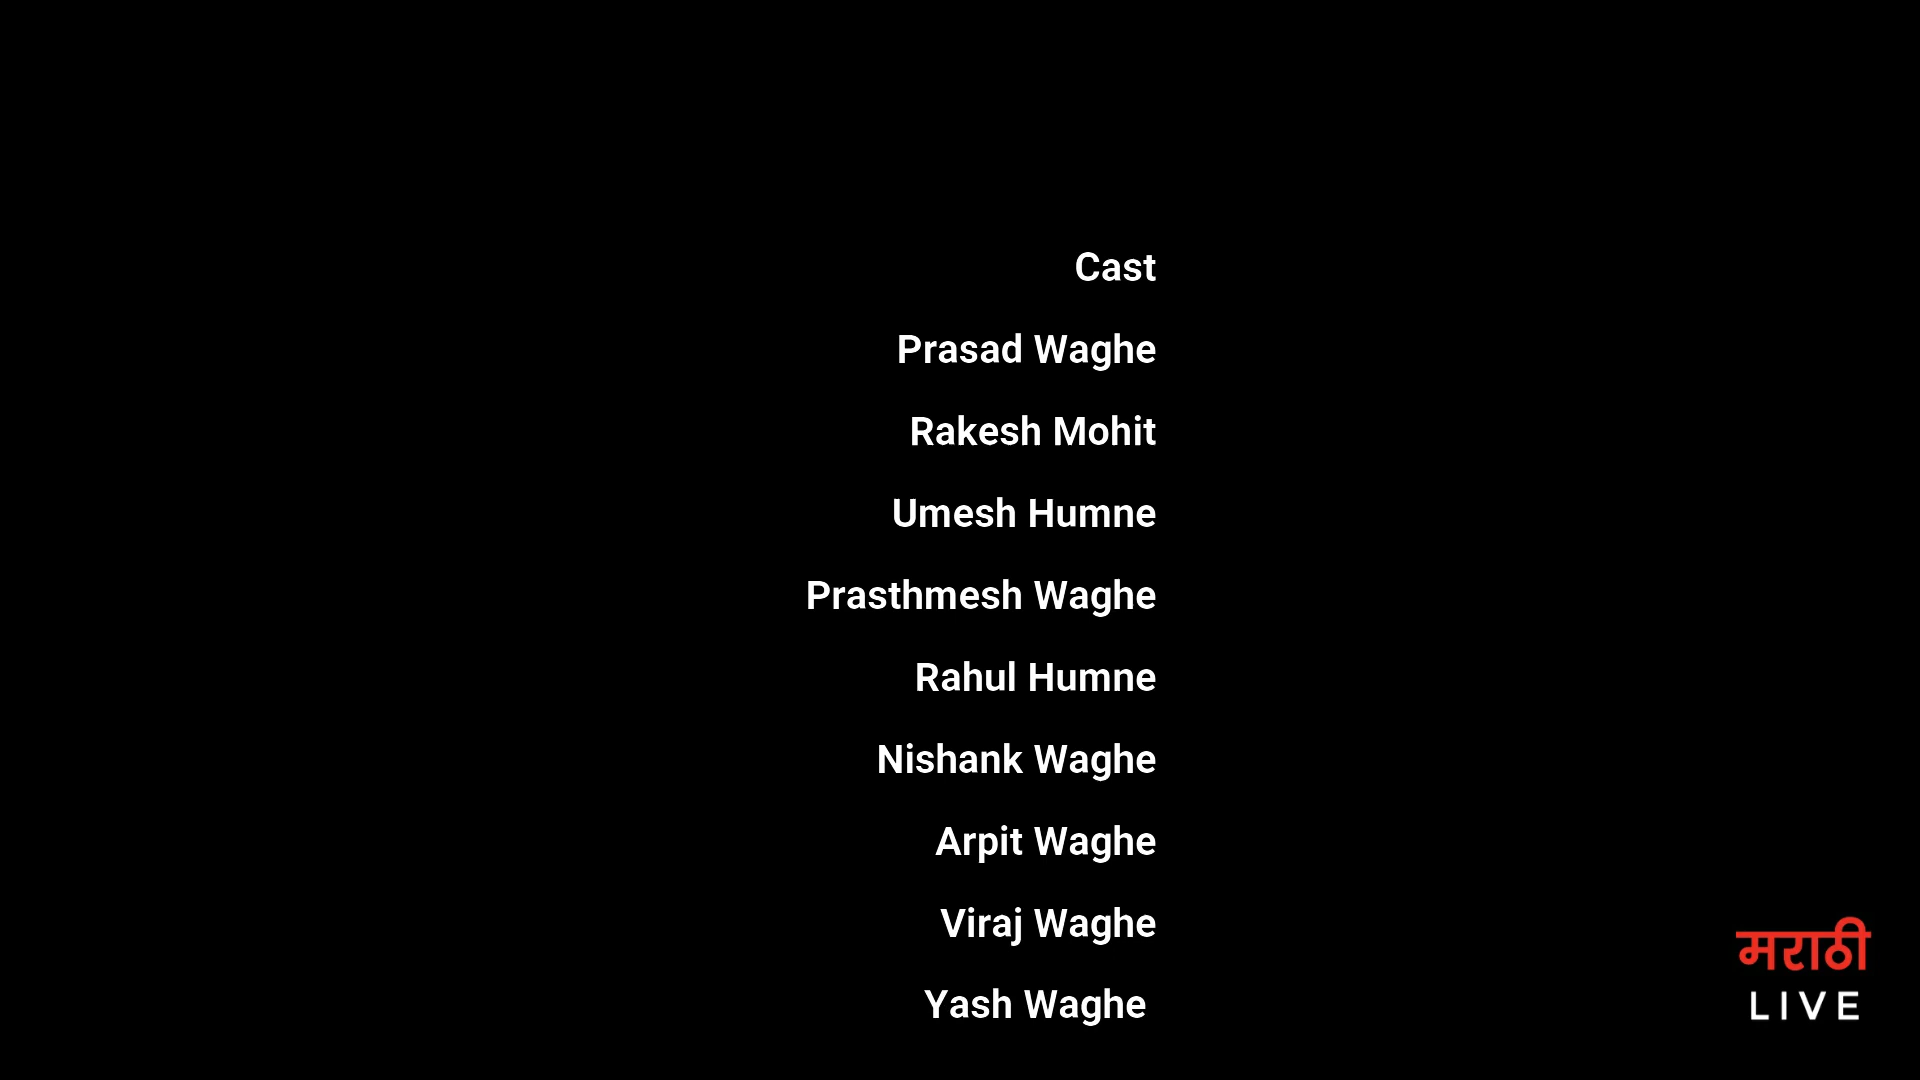 Cast
Prasad Waghe
Rakesh Mohit
Umesh Humne
Prasthmesh Waghe
Rahul Humne
Nishank Waghe
Arpit Waghe
Viraj Waghe
Yash Waghe
मराठी
LIVE